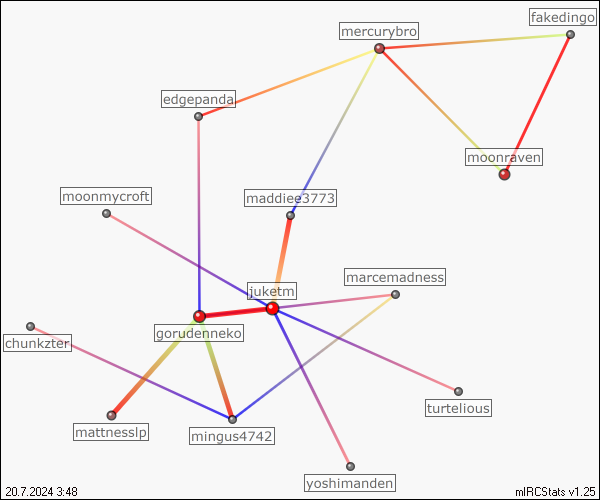 fakedingo
mercurybro
edgepanda
moonraven
moonmycroft
maddiee3773
marcemadness
juketm
gorudenneko
chunkzter
turtelious
mattnesslp
mingus4742
yoshimanden
20.7.2024 3:48
mIRCStats v1.25